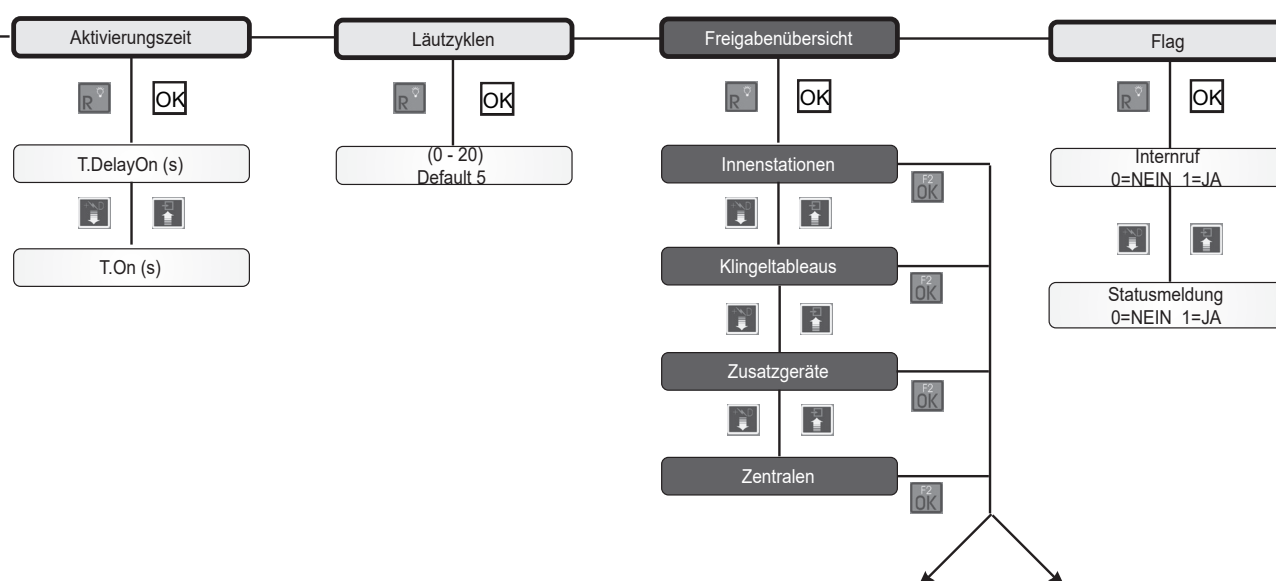 Aktivierungszeit
R
OK
T.DelayOn (s)
T.On (s)
Läutzyklen
R
OK
(0 - 20)
Default 5
Freigabenübersicht
R
OK
Innenstationen
F2
OK
Klingeltableaus
F2
OK
Zusatzgeräte
F2
OK
Zentralen
F2
OK
Flag
R
OK
Internruf
0=NEIN 1=JA
Statusmeldung
0=NEIN 1=JA